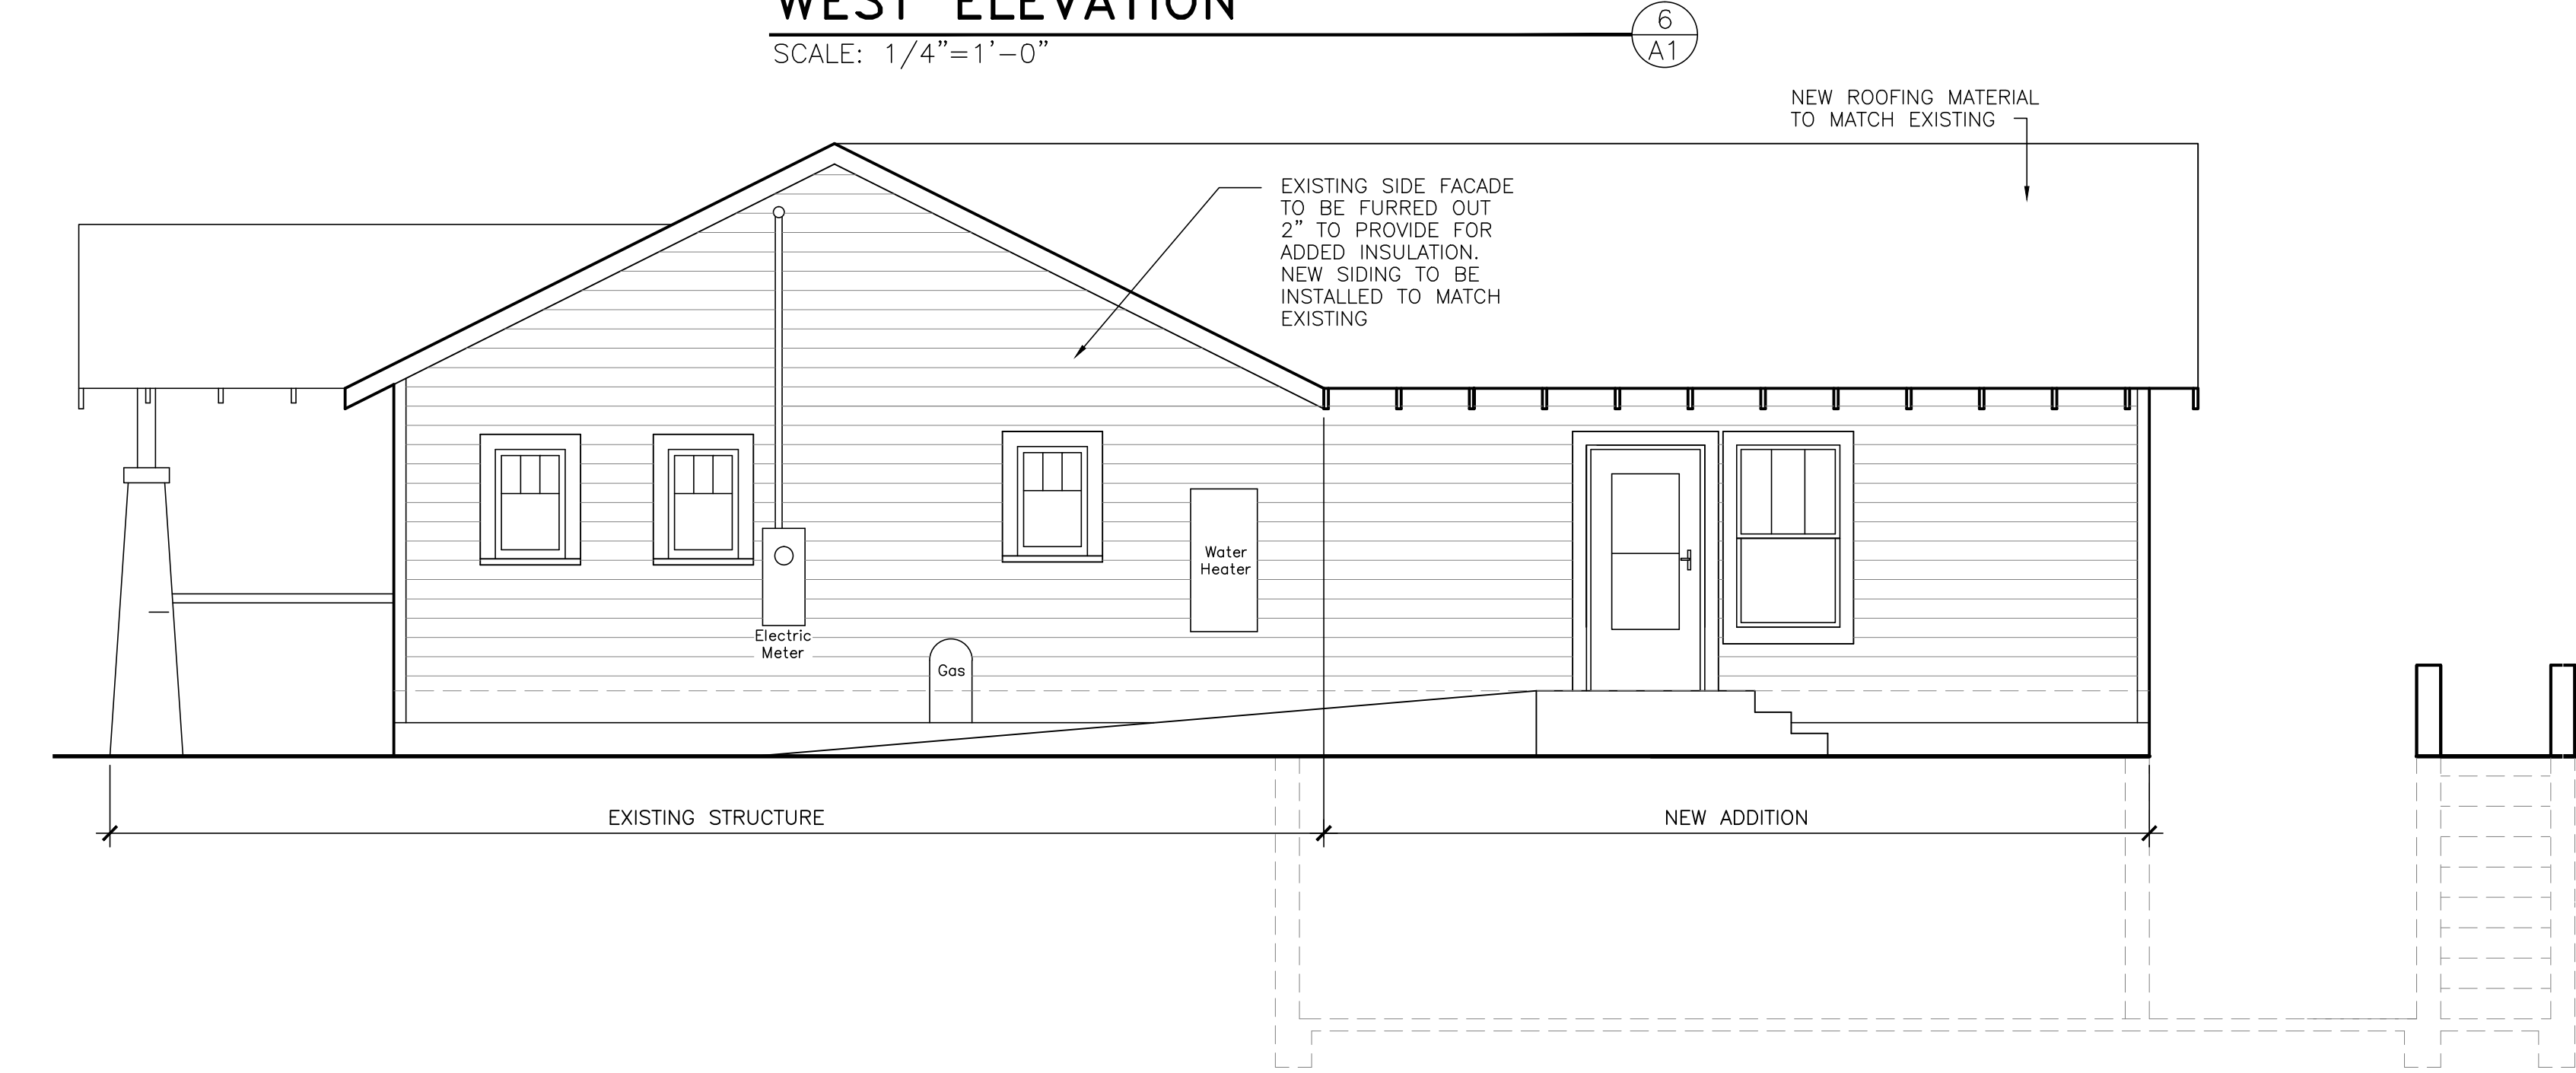 WEST ELEVATION
SCALE: 1/4"=1'-0"
6
A1
NEW ROOFING MATERIAL
TO MATCH EXISTING
EXISTING SIDE FACADE
TO BE FURRED OUT
2" TO PROVIDE FOR
ADDED INSULATION.
NEW SIDING TO BE
INSTALLED TO MATCH
EXISTING
Water
Heater
Electric
Meter
Gas
EXISTING STRUCTURE
NEW ADDITION